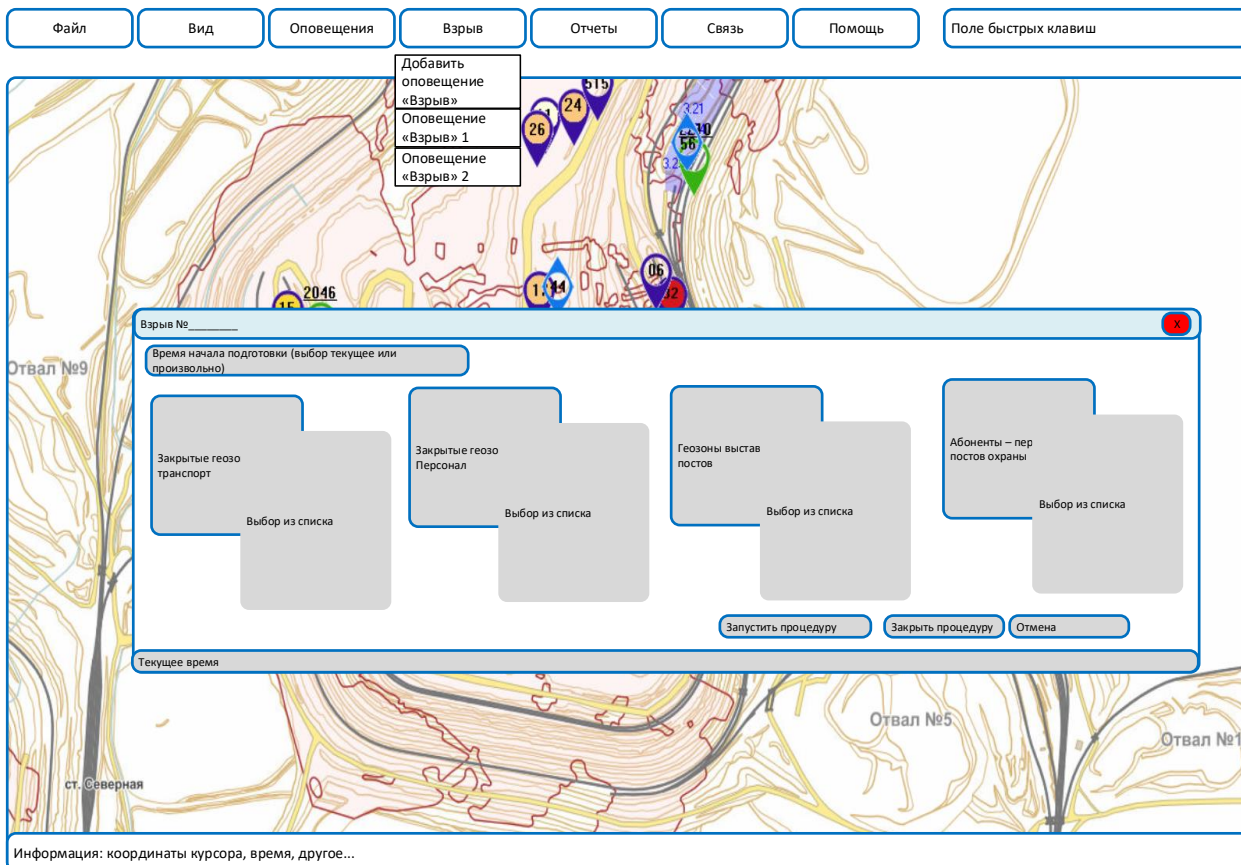 Файл
Вид
Оповещения
Взрыв
Отчеты
Связь
Помощь
Поле быстрых клавиш
Добавить
оповещение
«Взрыв»
Оповещение
«Взрыв» 1
Оповещение
«Взрыв» 2
515
24
26
3.21
56
06
2046
15
Отвал №9
Взрыв №________
X
Время начала подготовки (выбор текущее или
произвольно)
Закрытые геозо
транспорт
Выбор из списка
Закрытые геозо
Персонал
Выбор из списка
Геозоны выстав
постов
Выбор из списка
Абоненты – пер
постов охраны
Выбор из списка
Запустить процедуру
Закрыть процедуру
Отмена
Текущее время
Отвал №5
Отвал №1
ст. Северная
Информация: координаты курсора, время, другое...